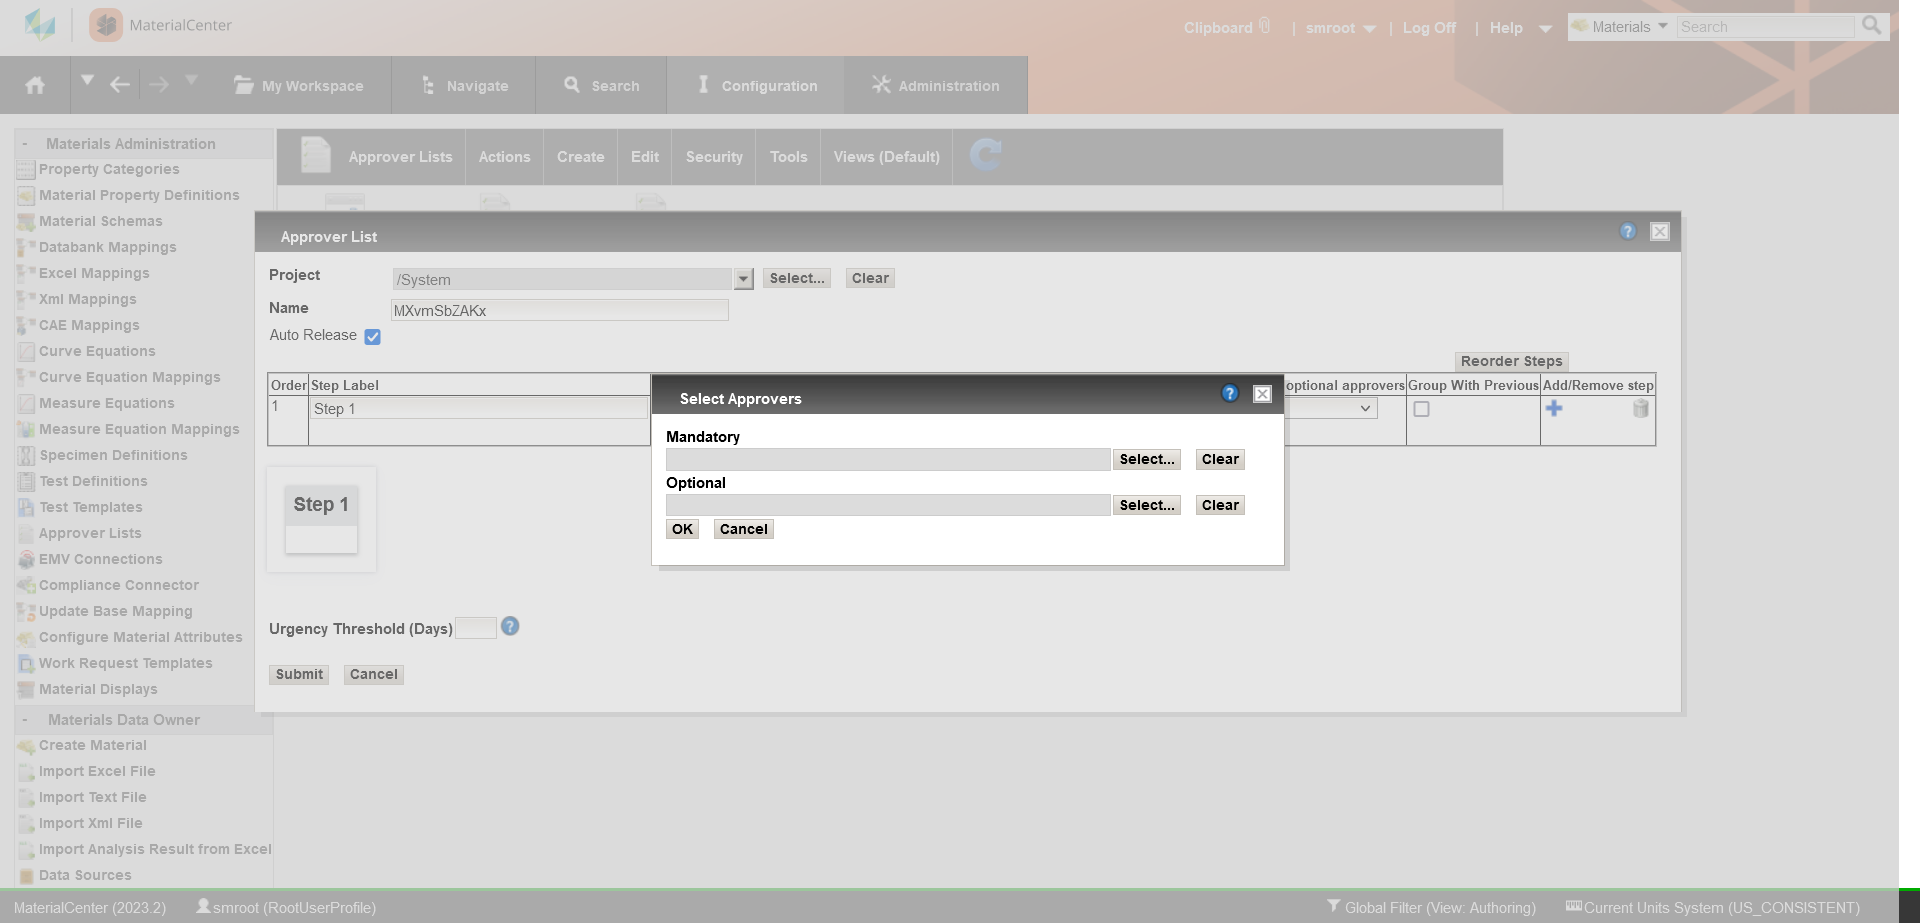 MaterialCenter
Clipboard | smroot | Log Off | Help Materials Search
My Workspace Navigate Search Configuration Administration
- Materials Administration
Property Categories
Material Property Definitions
Material Schemas
Databank Mappings
Excel Mappings
Xml Mappings
CAE Mappings
Curve Equations
Curve Equation Mappings
Measure Equations
Measure Equation Mappings
Specimen Definitions
Test Definitions
Test Templates
Approver Lists
EMV Connections
Compliance Connector
Update Base Mapping
Configure Material Attributes
Work Request Templates
Material Displays
- Materials Data Owner
Create Material
Import Excel File
Import Text File
Import Xml File
Import Analysis Result from Excel
Data Sources
Approver Lists Actions Create Edit Security Tools Views (Default)
Approver List
Project /System Select... Clear
Name MXvmSbZAKx
Auto Release
Reorder Steps
Order Step Label optional approvers Group With Previous Add/Remove step
1 Step 1
Step 1
Select Approvers
Mandatory
Select... Clear
Optional
Select... Clear
OK Cancel
Urgency Threshold (Days)
Submit Cancel
MaterialCenter (2023.2) smroot (RootUserProfile) Global Filter (View: Authoring) Current Units System (US_CONSISTENT)